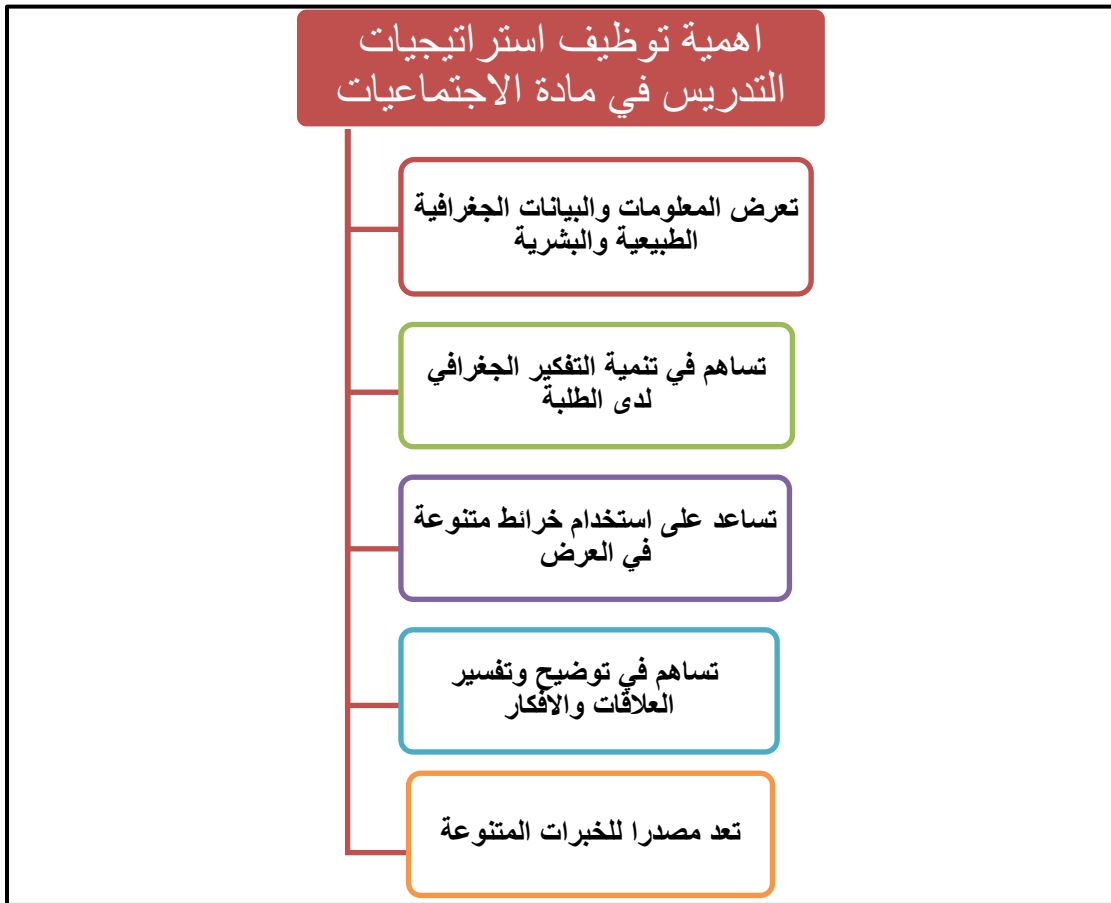 اهمية توظيف استراتيجيات
التدريس في مادة الاجتماعيات
تعرض المعلومات والبيانات الجغرافية
الطبيعية والبشرية
تساهم في تنمية التفكير الجغرافي
لدى الطلبة
تساعد على استخدام خرائط متنوعة
في العرض
تساهم في توضيح وتفسير
العلاقات والافكار
تعد مصدرا للخبرات المتنوعة